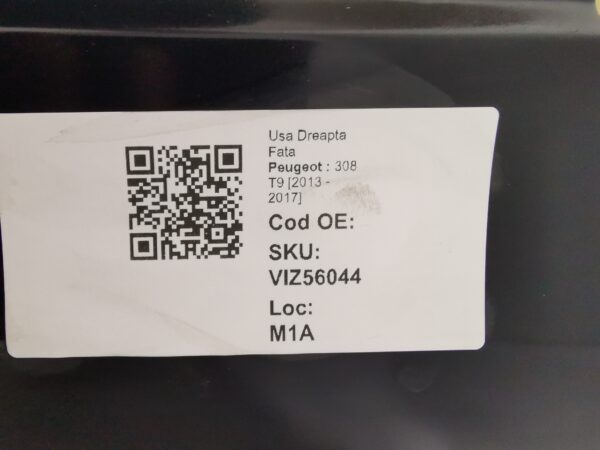 Usa Dreapta
Fata
Peugeot : 308
T9 [2013 -
2017]
Cod OE:
SKU:
VIZ56044
Loc:
M1A